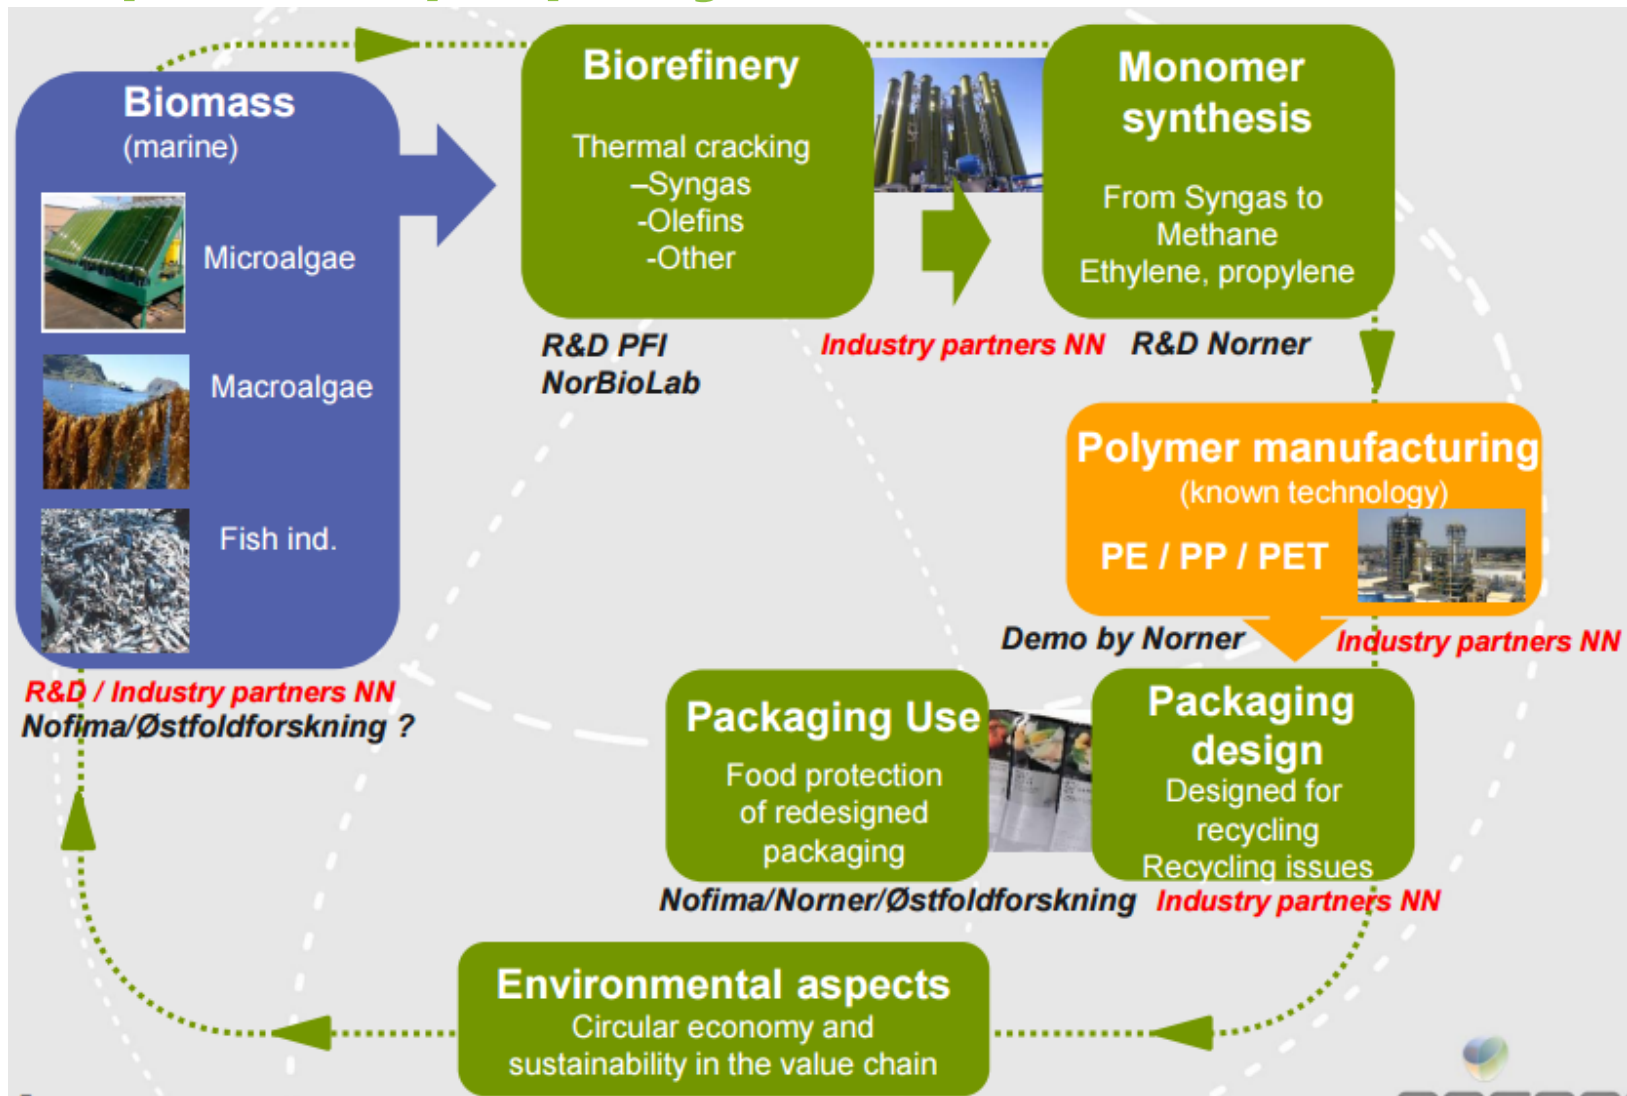 Biorefinery
Thermal cracking
–Syngas
-Olefins
-Other
Monomer
synthesis
From Syngas to
Methane
Ethylene, propylene
Biomass
(marine)
Microalgae
Macroalgae
Fish ind.
R&D PFI
NorBioLab
Industry partners NN
R&D Norner
Polymer manufacturing
(known technology)
PE / PP / PET
Demo by Norner
Industry partners NN
R&D / Industry partners NN
Nofima/Østfoldforskning ?
Packaging Use
Food protection
of redesigned
packaging
Packaging
design
Designed for
recycling
Recycling issues
Nofima/Norner/Østfoldforskning
Industry partners NN
Environmental aspects
Circular economy and
sustainability in the value chain